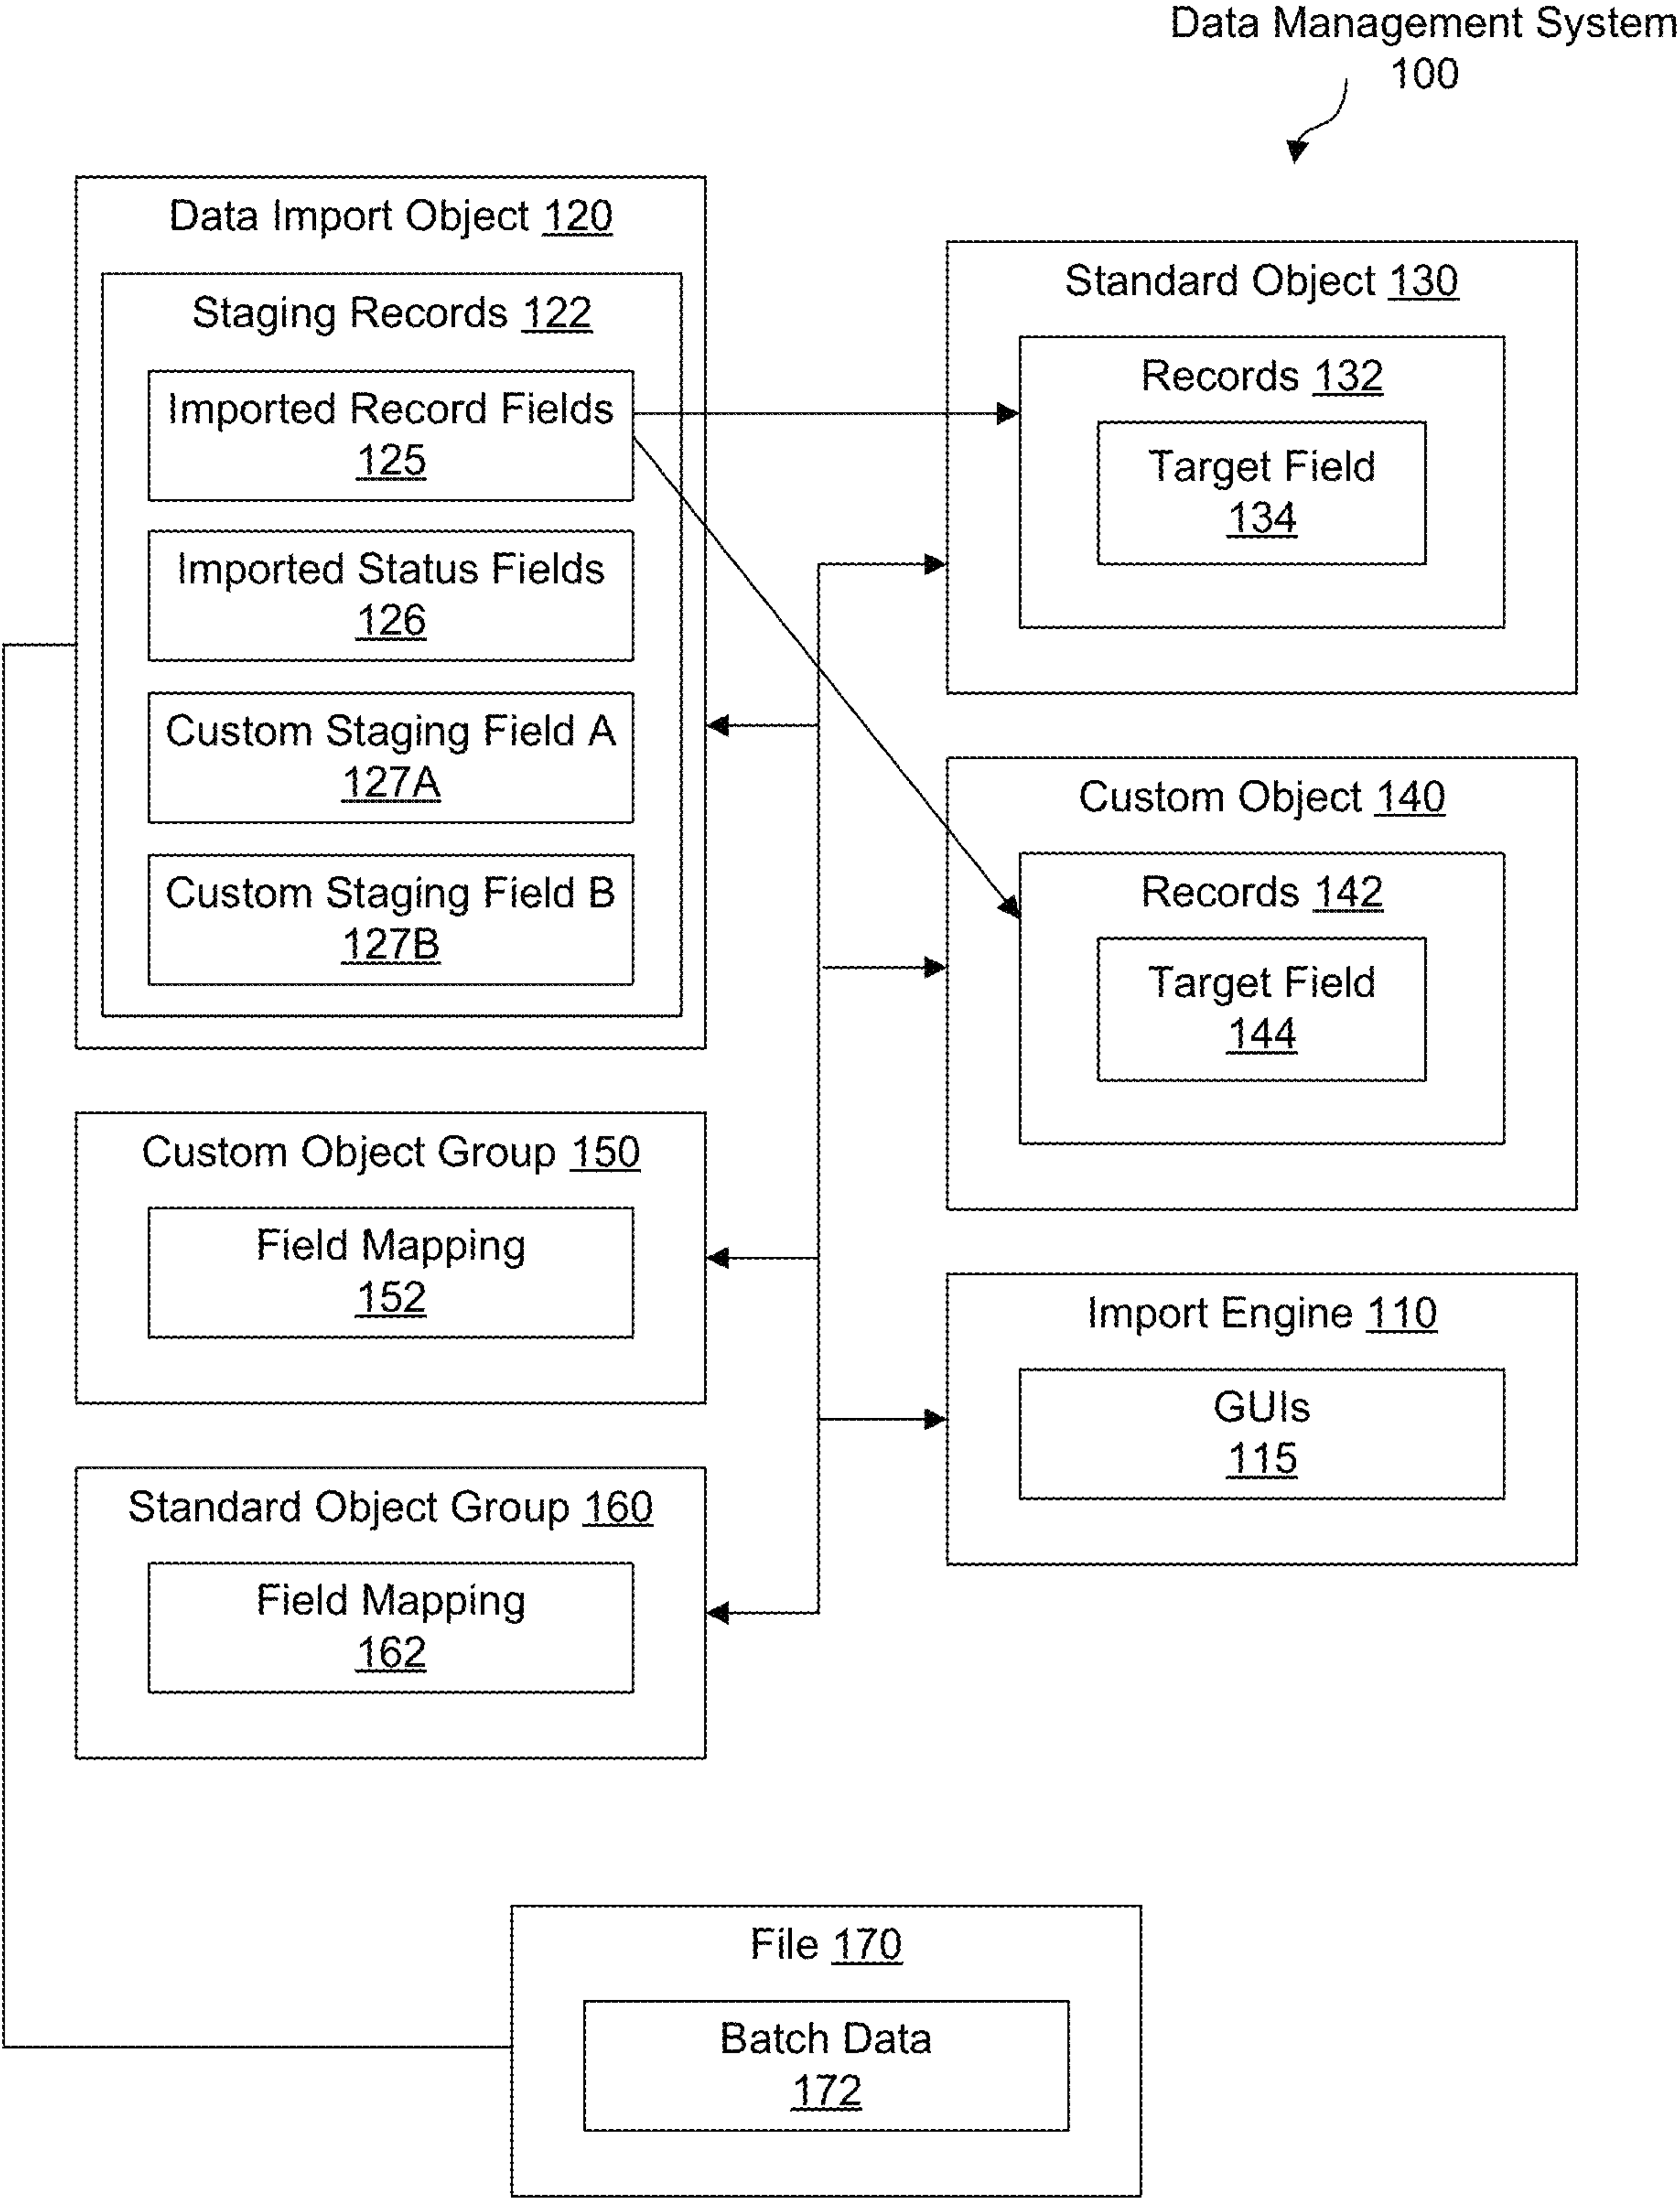 Data Management System
100
Data Import Object 120
Staging Records 122
Imported Record Fields
125
Imported Status Fields
126
Custom Staging Field A
127A
Custom Staging Field B
127B
Standard Object 130
Records 132
Target Field
134
Custom Object 140
Records 142
Target Field
144
Custom Object Group 150
Field Mapping
152
Import Engine 110
GUIs
115
Standard Object Group 160
Field Mapping
162
File 170
Batch Data
172